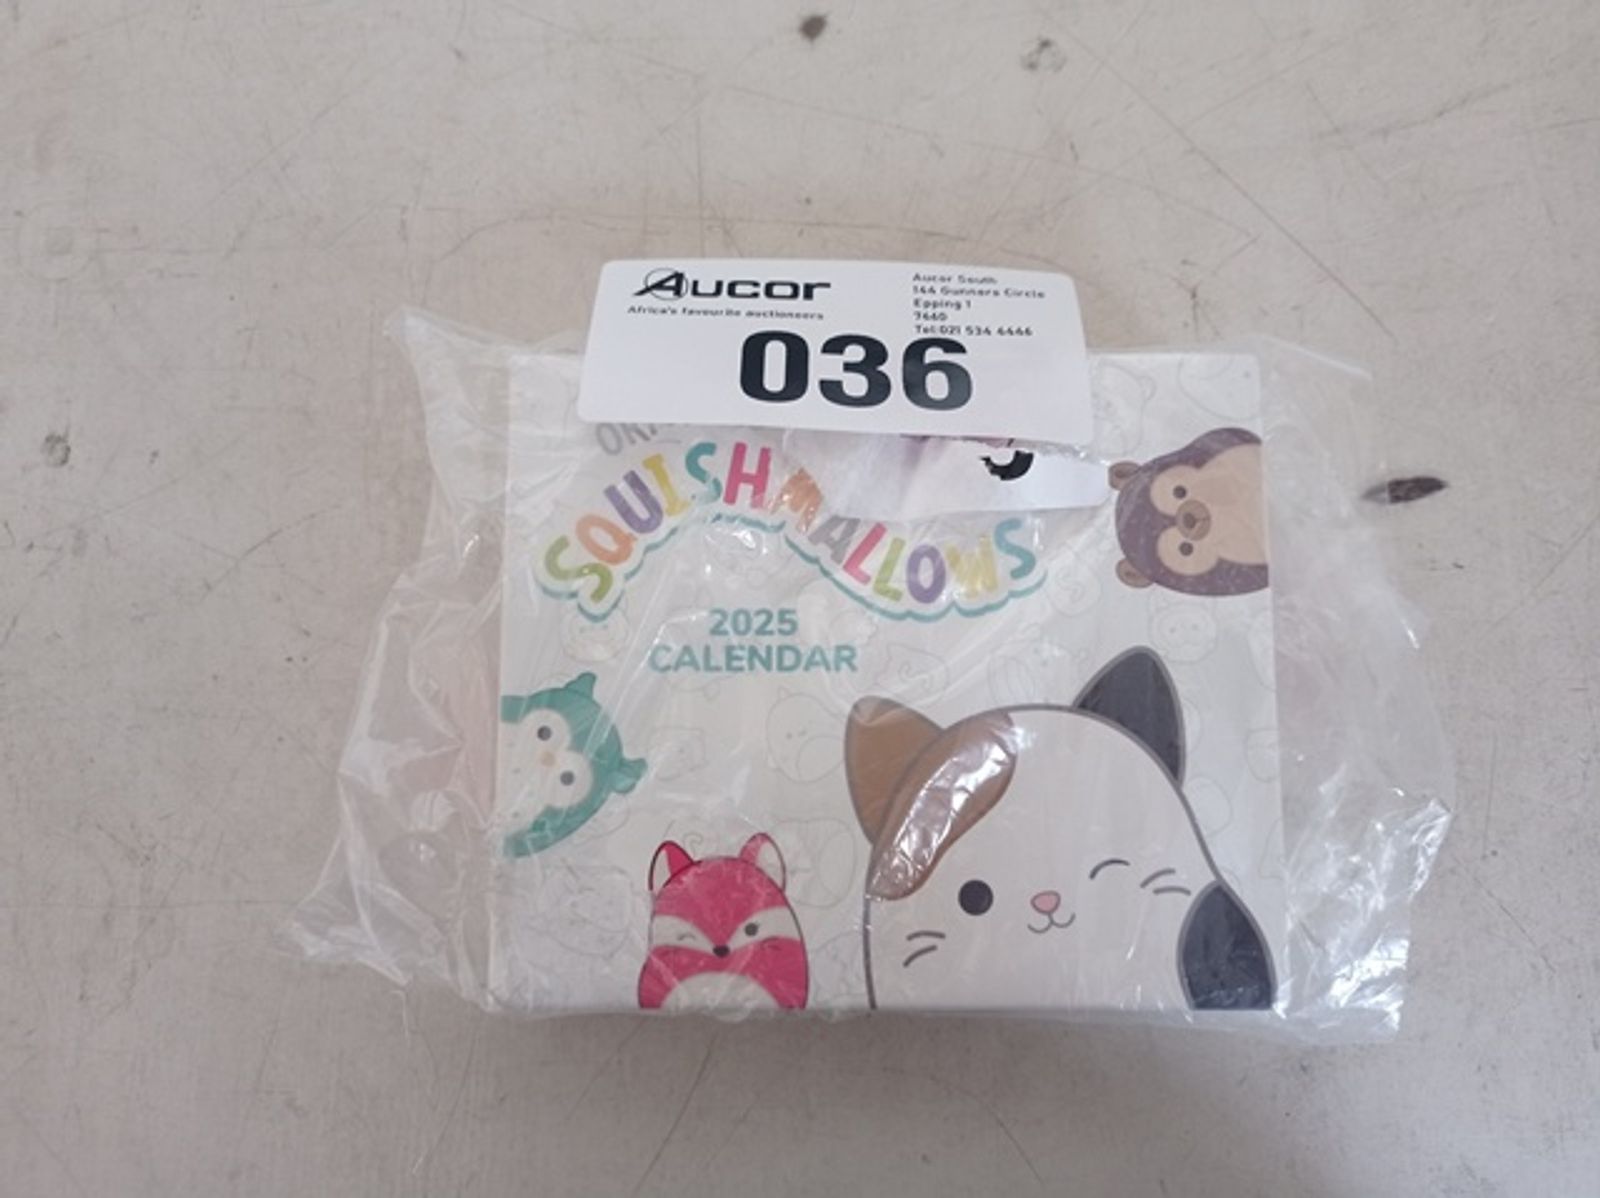 Aucor
Africa's favourite auctioneers
Aucor South
144 Gunners Circle
Epping 1
7460
Tel:021 534 4446
036
SQUISHMALLOWS
2025
CALENDAR